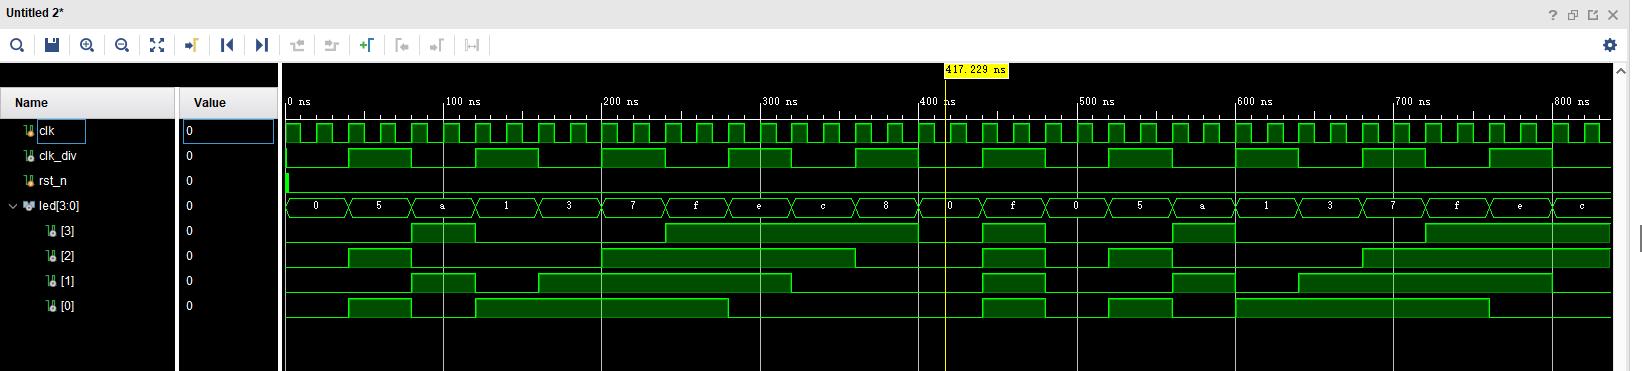 Untitled 2*
417.229 ns
Name Value 0 ns 100 ns 200 ns 300 ns 400 ns 500 ns 600 ns 700 ns 800 ns
clk 0
clk_div 0
rst_n 0
led[3:0] 0 0 5 a 1 3 7 f e c 8 0 f 0 5 a 1 3 7 f e c
[3] 0
[2] 0
[1] 0
[0] 0